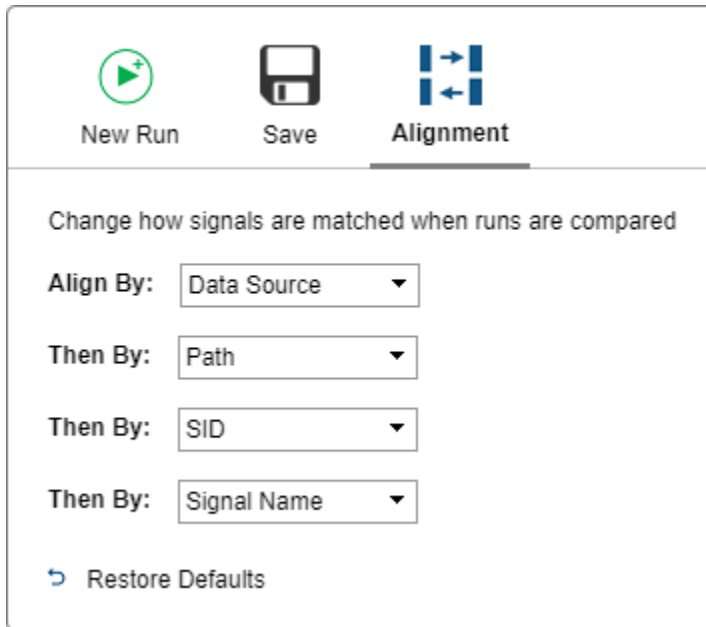 New Run Save Alignment
Change how signals are matched when runs are compared
Align By: Data Source
Then By: Path
Then By: SID
Then By: Signal Name
Restore Defaults